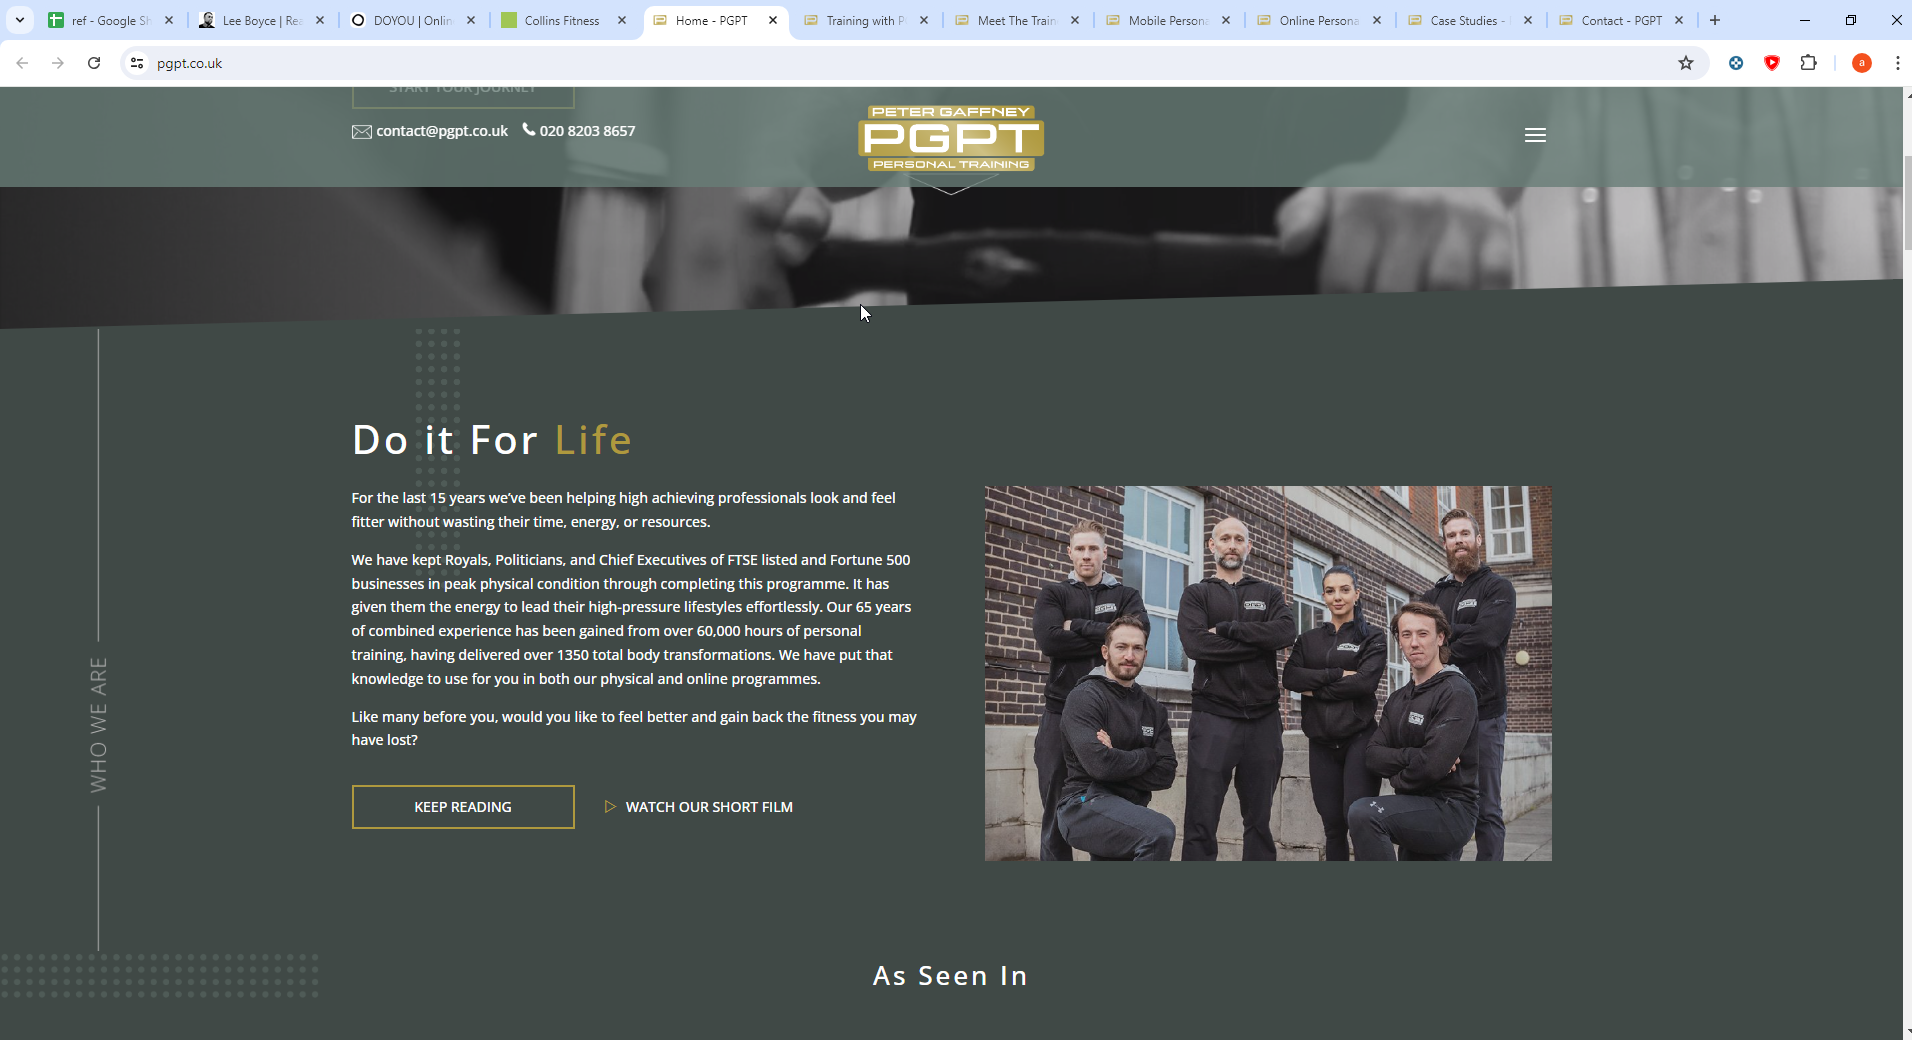 ref - Google Sh
Lee Boyce | Rea
DOYOU | Onlin
Collins Fitness
Home - PGPT
Training with P
Meet The Train
Mobile Persona
Online Persona
Case Studies -
Contact - PGPT
pgpt.co.uk
a
START YOUR JOURNEY
contact@pgpt.co.uk 020 8203 8657
PETER GAFFNEY
PGPT
PERSONAL TRAINING
WHO WE ARE
Do it For Life
For the last 15 years we've been helping high achieving professionals look and feel
fitter without wasting their time, energy, or resources.
We have kept Royals, Politicians, and Chief Executives of FTSE listed and Fortune 500
businesses in peak physical condition through completing this programme. It has
given them the energy to lead their high-pressure lifestyles effortlessly. Our 65 years
of combined experience has been gained from over 60,000 hours of personal
training, having delivered over 1350 total body transformations. We have put that
knowledge to use for you in both our physical and online programmes.
Like many before you, would you like to feel better and gain back the fitness you may
have lost?
KEEP READING
WATCH OUR SHORT FILM
As Seen In